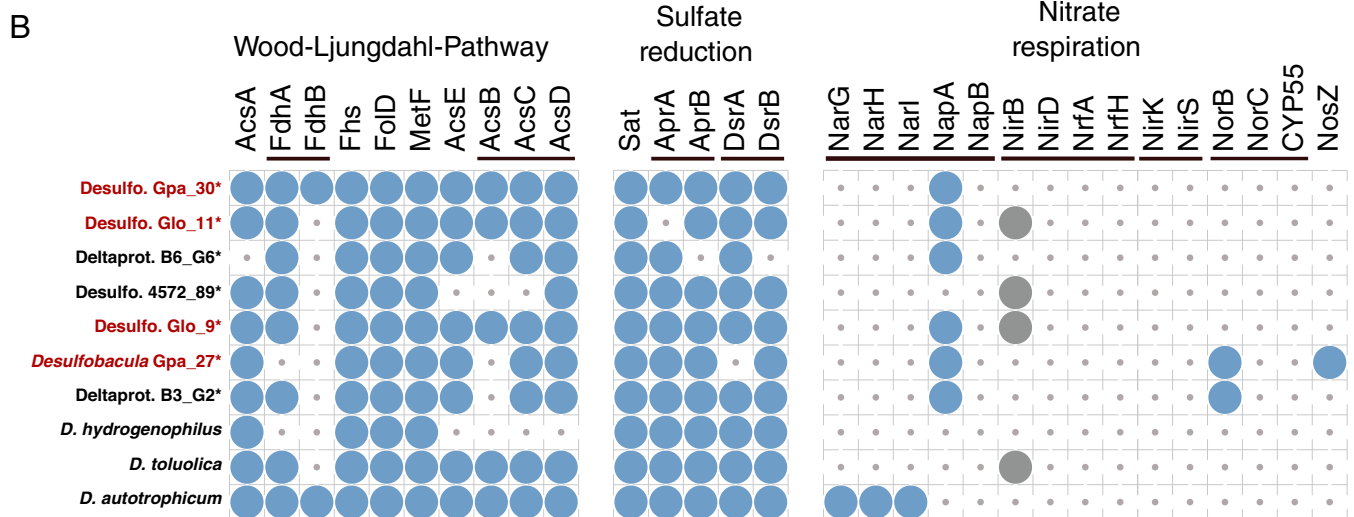 B
Wood-Ljungdahl-Pathway
Sulfate
reduction
Nitrate
respiration
AcsA
FdhA
FdhB
Fhs
FolD
MetF
AcsE
AcsB
AcsC
AcsD
Sat
AprA
AprB
DsrA
DsrB
NarG
NarH
NarI
NapA
NapB
NirB
NirD
NrfA
NrfH
NirK
NirS
NorB
NorC
CYP55
NosZ
Desulfo. Gpa_30*
Desulfo. Glo_11*
Deltaprot. B6_G6*
Desulfo. 4572_89*
Desulfo. Glo_9*
Desulfobacula Gpa_27*
Deltaprot. B3_G2*
D. hydrogenophilus
D. toluolica
D. autotrophicum